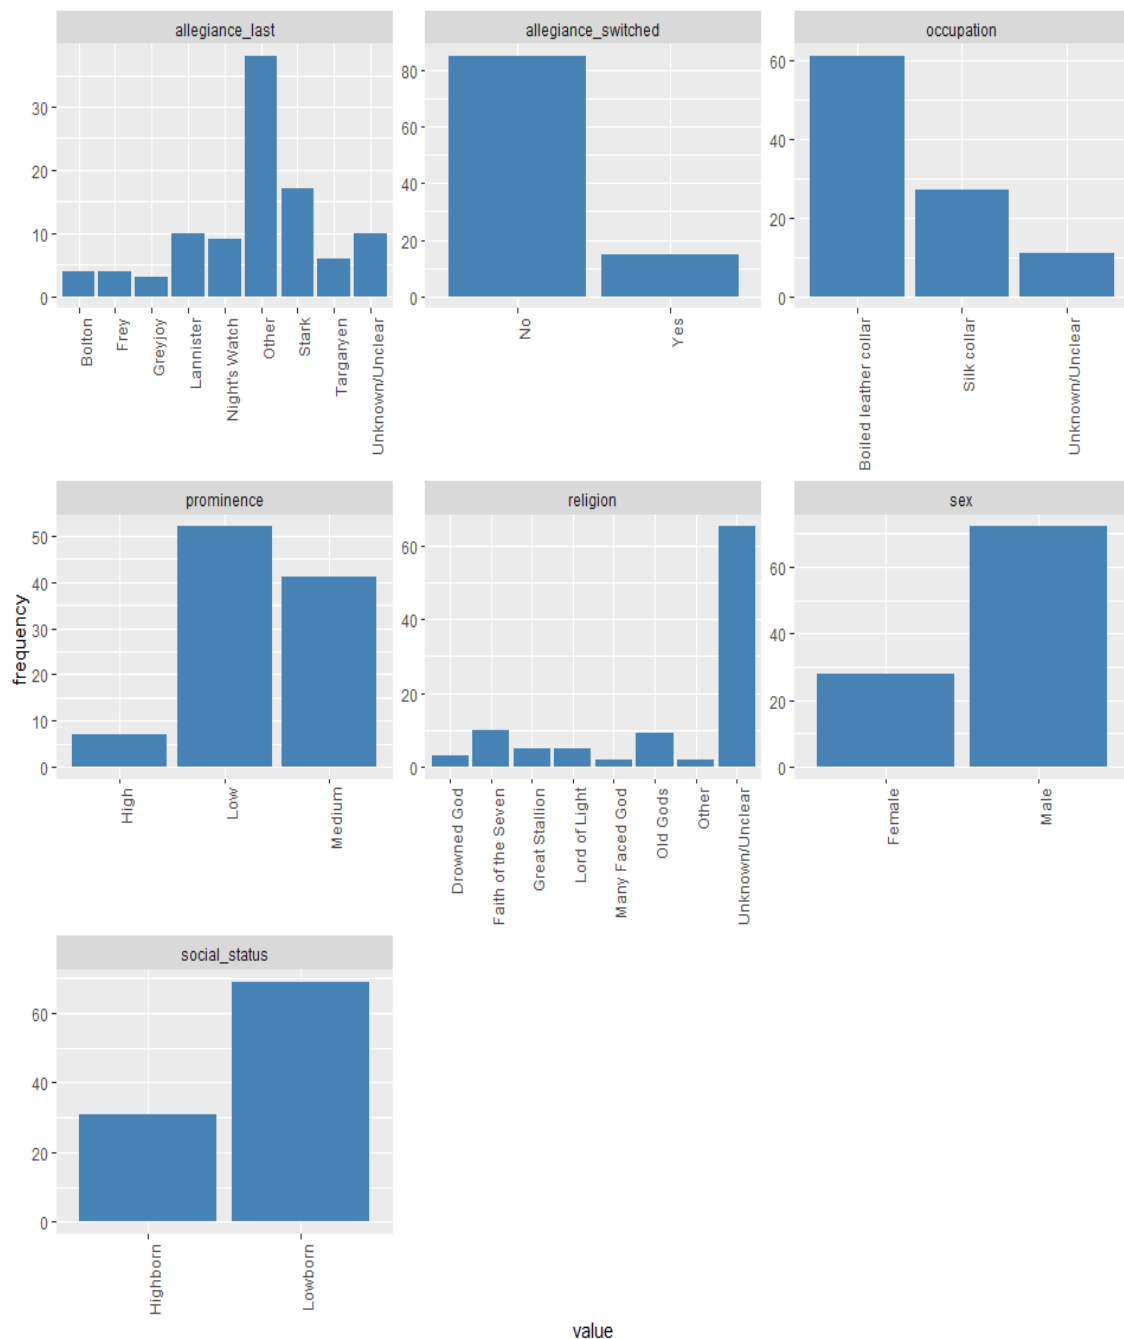 allegiance_last
allegiance_switched
occupation
30
20
10
0
80
60
40
20
0
60
40
20
0
Bolton
Frey
Greyjoy
Lannister
Night's Watch
Other
Stark
Targaryen
Unknown/Unclear
No
Yes
Boiled leather collar
Silk collar
Unknown/Unclear
prominence
religion
sex
frequency
50
40
30
20
10
0
60
40
20
0
60
40
20
0
High
Low
Medium
Drowned God
Faith of the Seven
Great Stallion
Lord of Light
Many Faced God
Old Gods
Other
Unknown/Unclear
Female
Male
social_status
60
40
20
0
Highborn
Lowborn
value